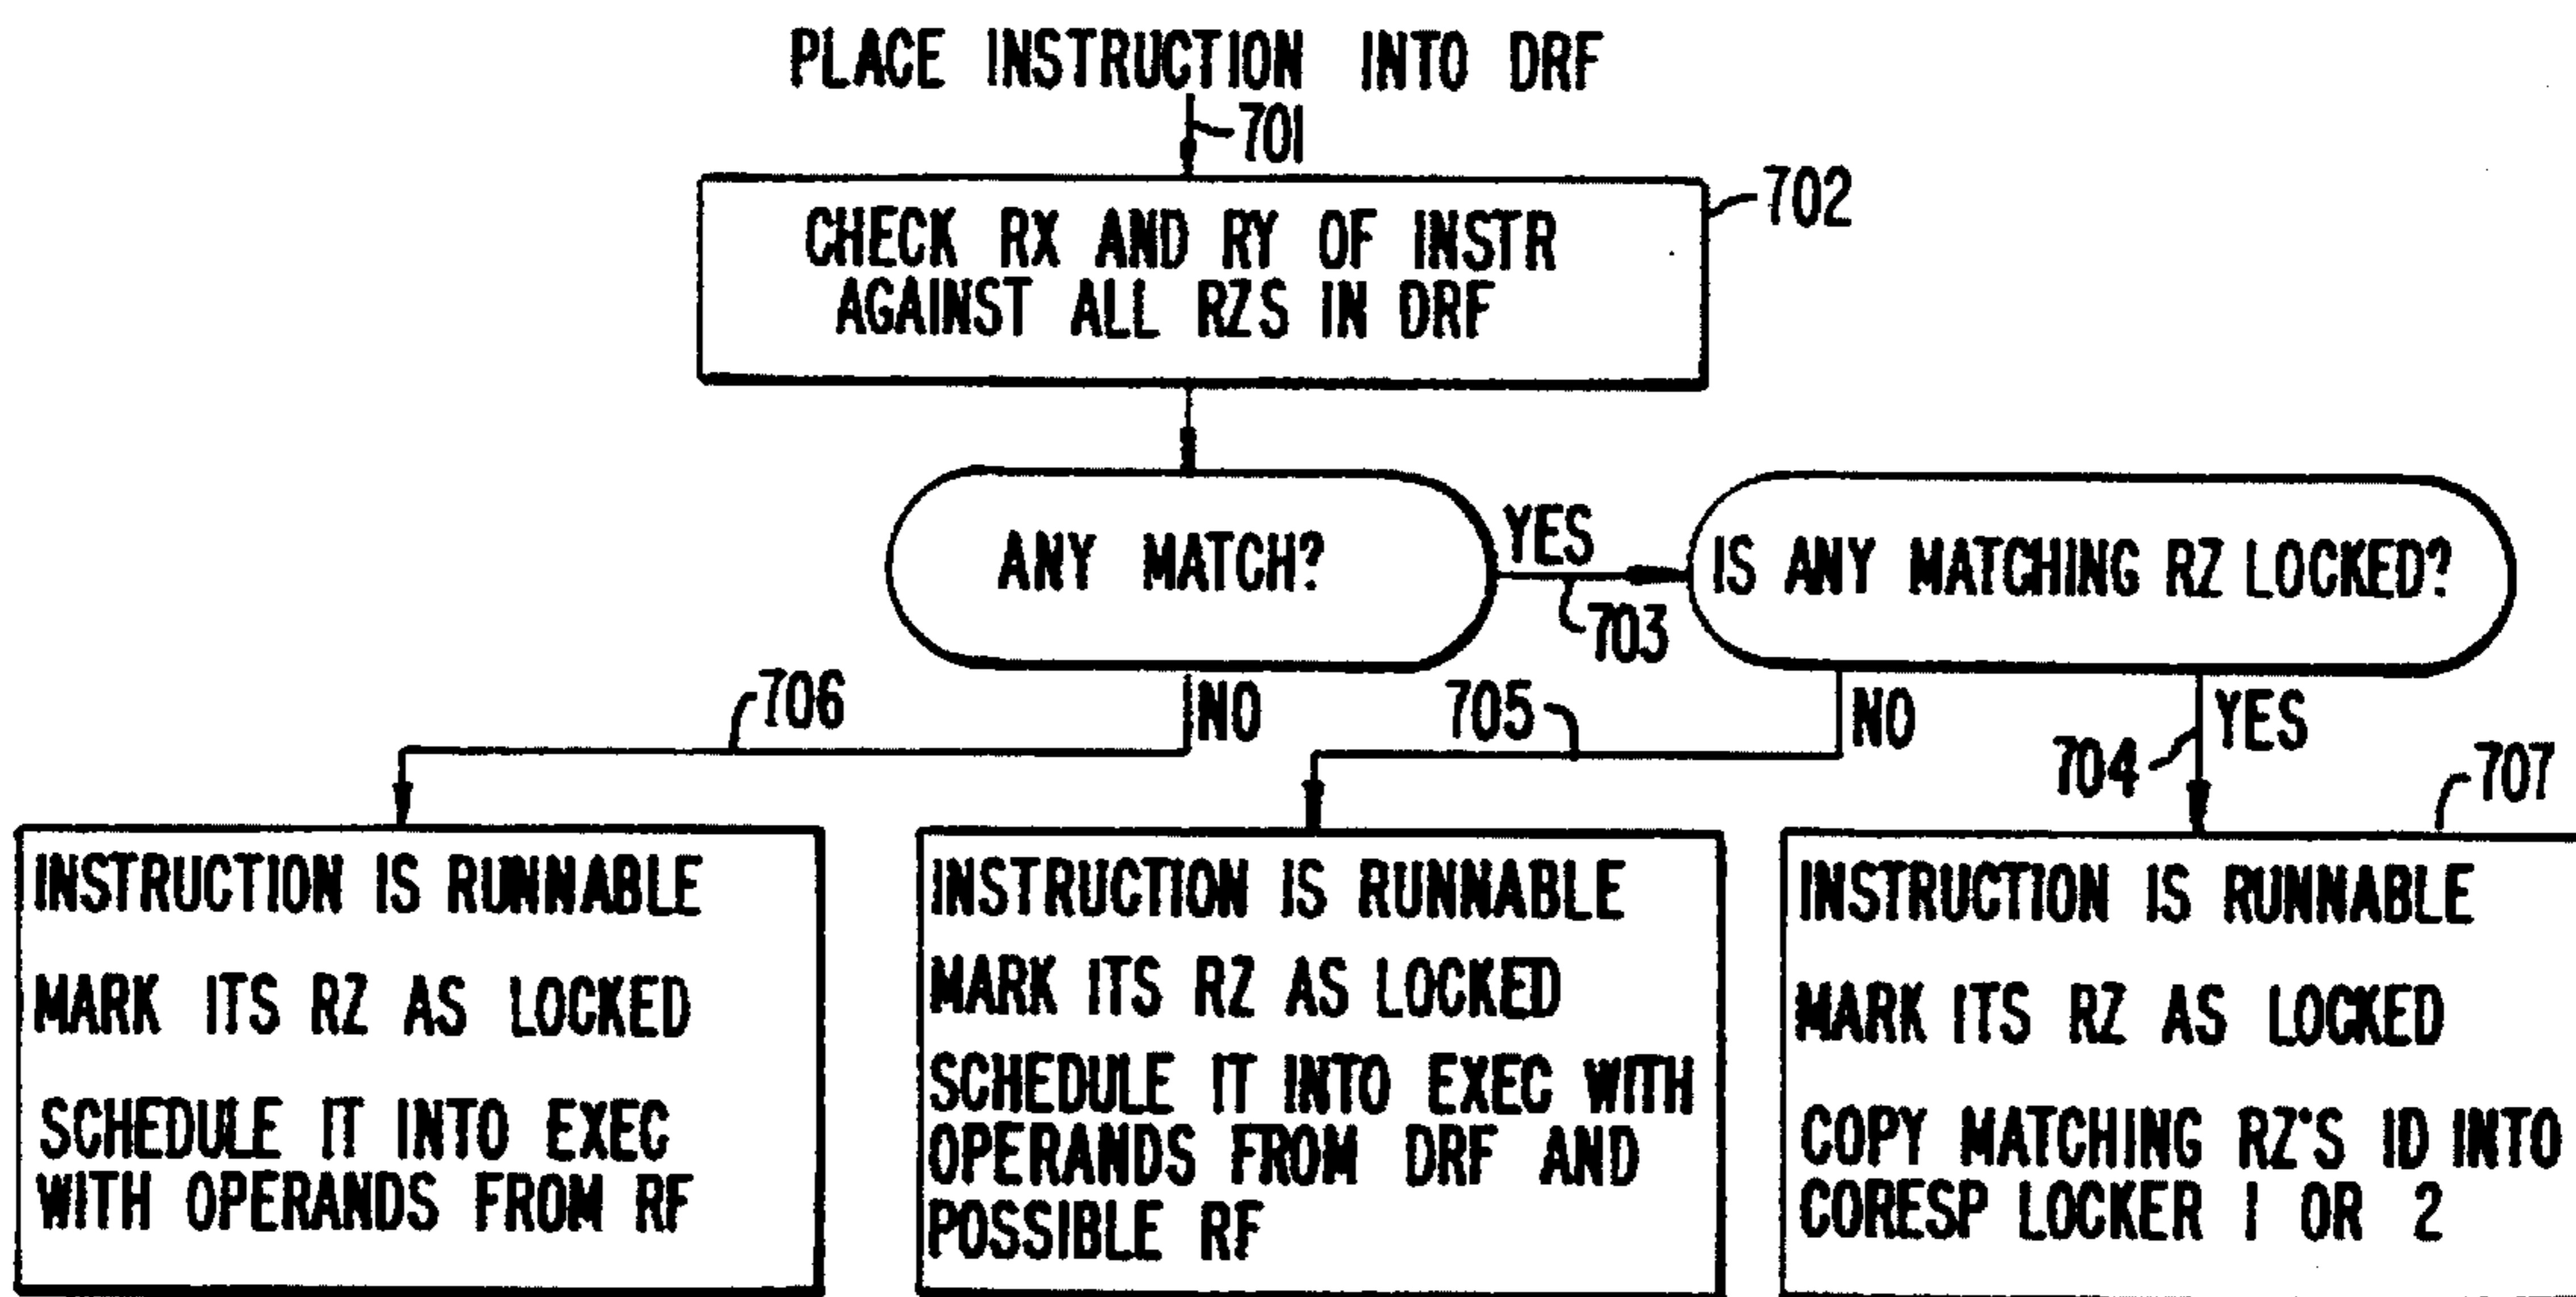 PLACE INSTRUCTION INTO DRF
701
702
CHECK RX AND RY OF INSTR
AGAINST ALL RZS IN DRF
ANY MATCH?
YES
703
IS ANY MATCHING RZ LOCKED?
706
NO
705
NO
704
YES
707
INSTRUCTION IS RUNNABLE
MARK ITS RZ AS LOCKED
SCHEDULE IT INTO EXEC
WITH OPERANDS FROM RF
INSTRUCTION IS RUNNABLE
MARK ITS RZ AS LOCKED
SCHEDULE IT INTO EXEC WITH
OPERANDS FROM DRF AND
POSSIBLE RF
INSTRUCTION IS RUNNABLE
MARK ITS RZ AS LOCKED
COPY MATCHING RZ'S ID INTO
CORESP LOCKER 1 OR 2